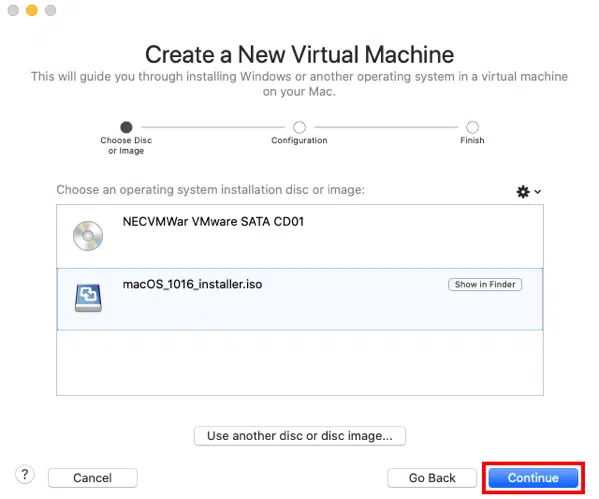 Create a New Virtual Machine
This will guide you through installing Windows or another operating system in a virtual machine
on your Mac.
Choose Disc
or Image
Configuration
Finish
Choose an operating system installation disc or image:
NECVMWar VMware SATA CD01
macOS_1016_installer.iso
Show in Finder
Use another disc or disc image...
?
Cancel
Go Back
Continue